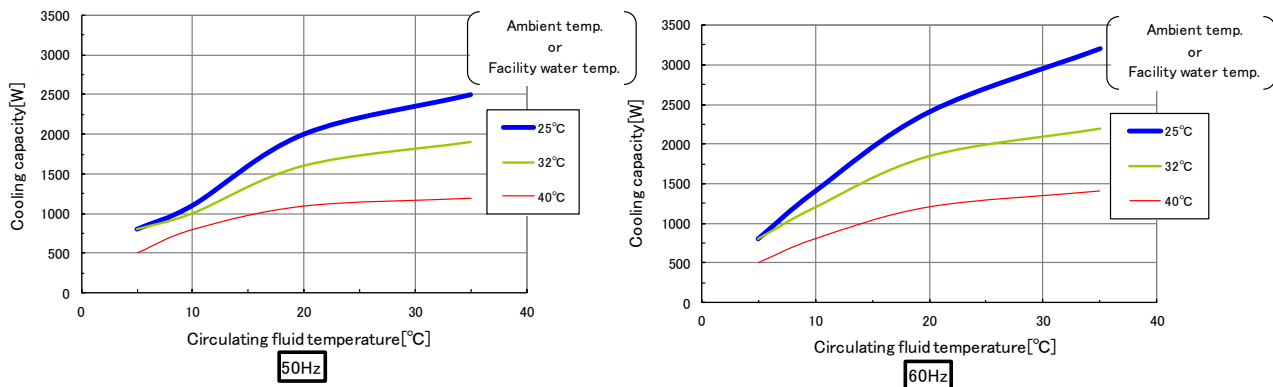 3500
3000
2500
2000
1500
1000
500
0
Cooling capacity[W]
0
10
20
30
40
Circulating fluid temperature[℃]
50Hz
Ambient temp.
or
Facility water temp.
25℃
32℃
40℃
3500
3000
2500
2000
1500
1000
500
0
Cooling capacity[W]
0
10
20
30
40
Circulating fluid temperature[℃]
60Hz
Ambient temp.
or
Facility water temp.
25℃
32℃
40℃